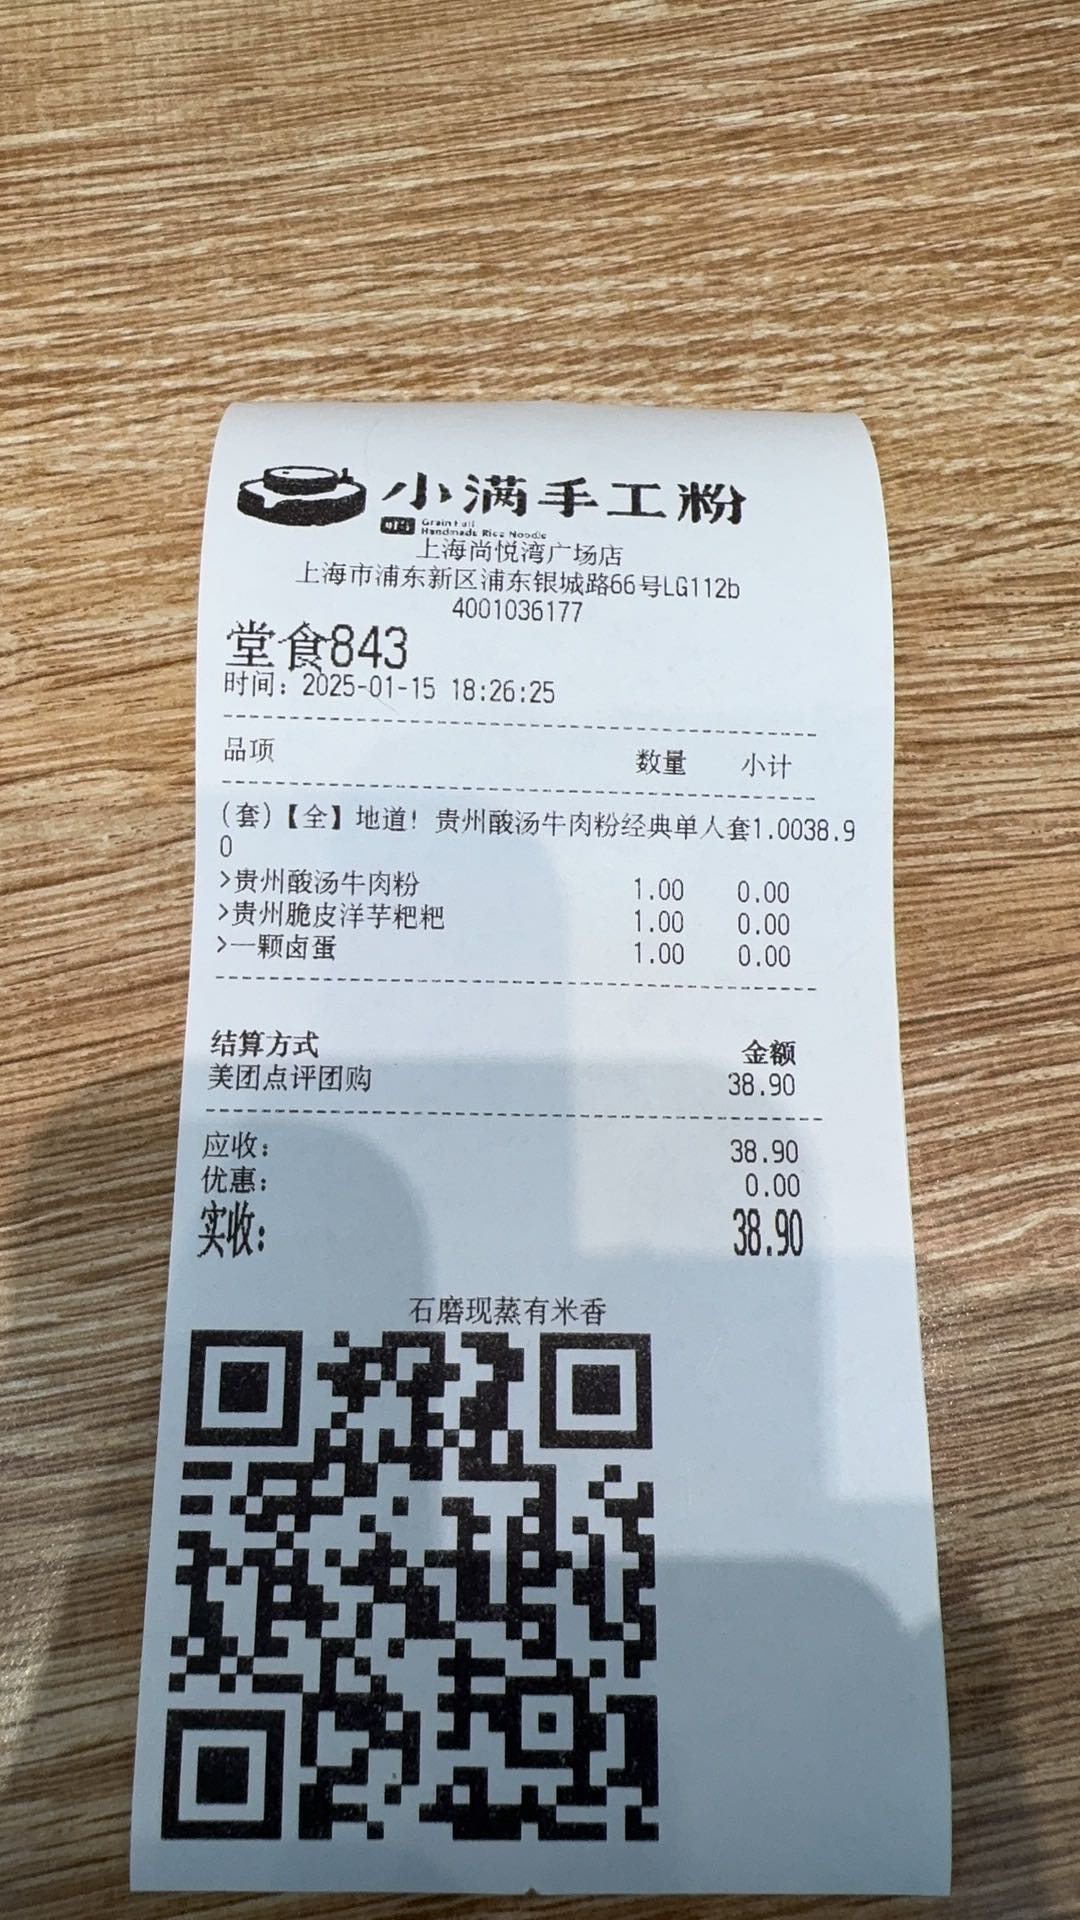 小满手工粉
Grain Full
Handmade Rice Noodle
上海尚悦湾广场店
上海市浦东新区浦东银城路66号LG112b
4001036177
堂食843
时间：2025-01-15 18:26:25
品项 数量 小计
(套)【全】地道！贵州酸汤牛肉粉经典单人套1.0038.9
0
>贵州酸汤牛肉粉 1.00 0.00
>贵州脆皮洋芋粑粑 1.00 0.00
>一颗卤蛋 1.00 0.00
结算方式 金额
美团点评团购 38.90
应收： 38.90
优惠： 0.00
实收： 38.90
石磨现蒸有米香